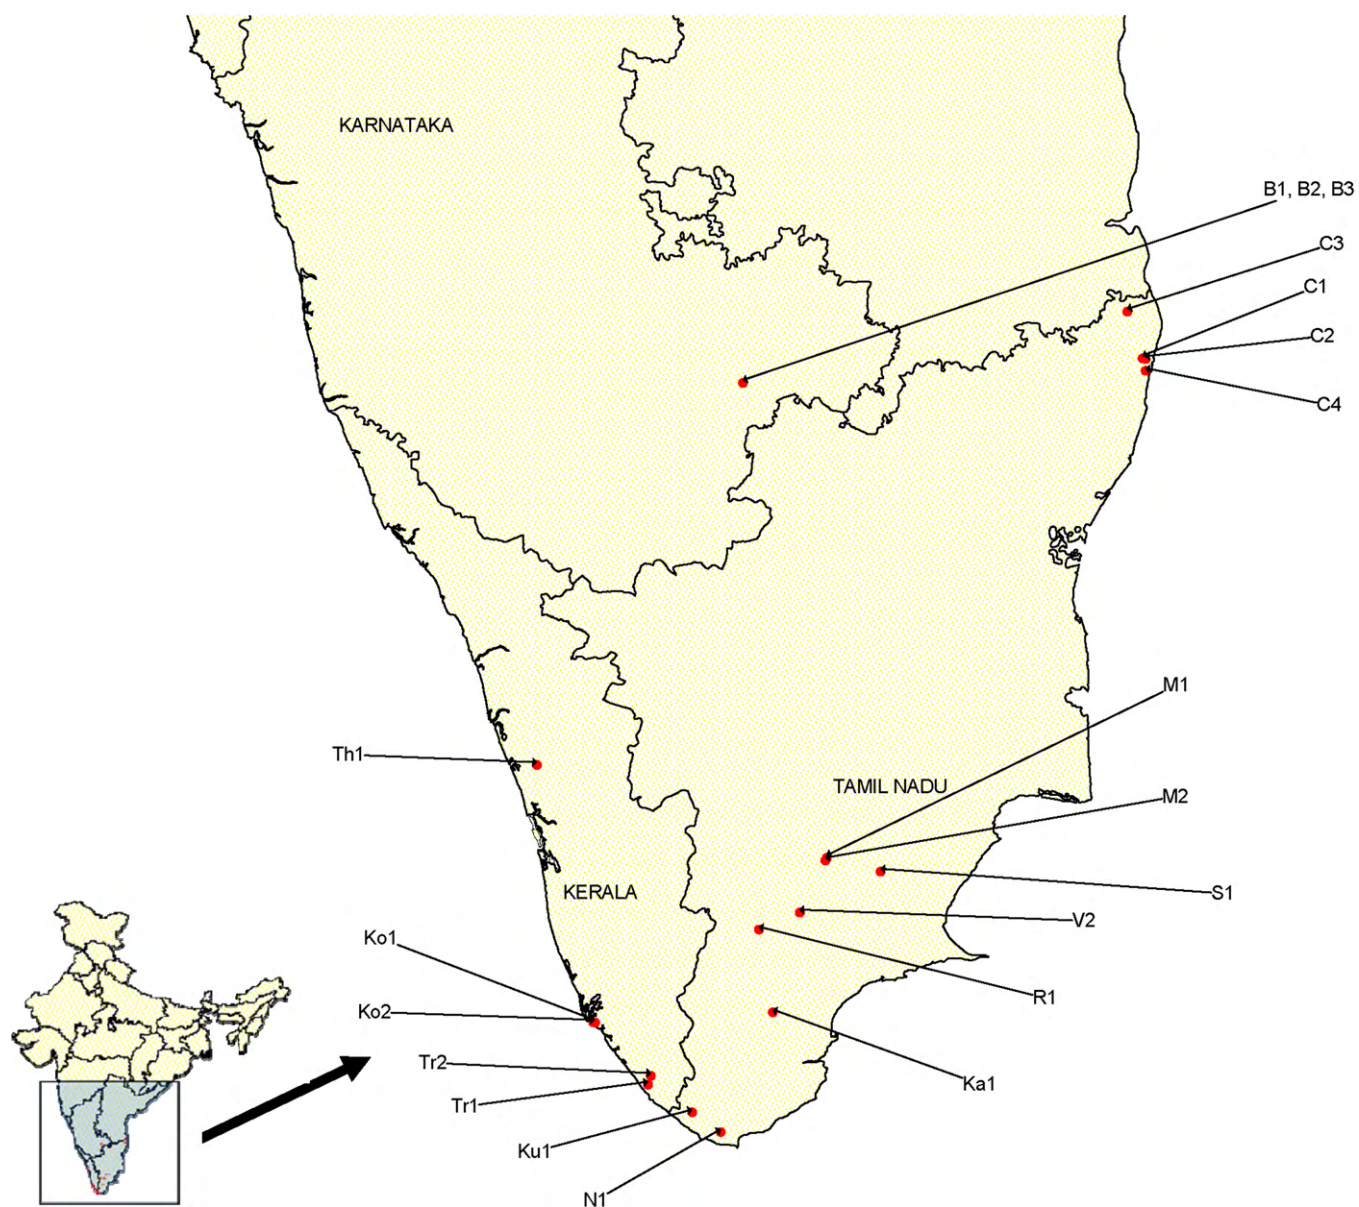 KARNATAKA
B1, B2, B3
C3
C1
C2
C4
M1
Th1
TAMIL NADU
M2
KERALA
S1
V2
Ko1
R1
Ko2
Tr2
Ka1
Tr1
Ku1
N1